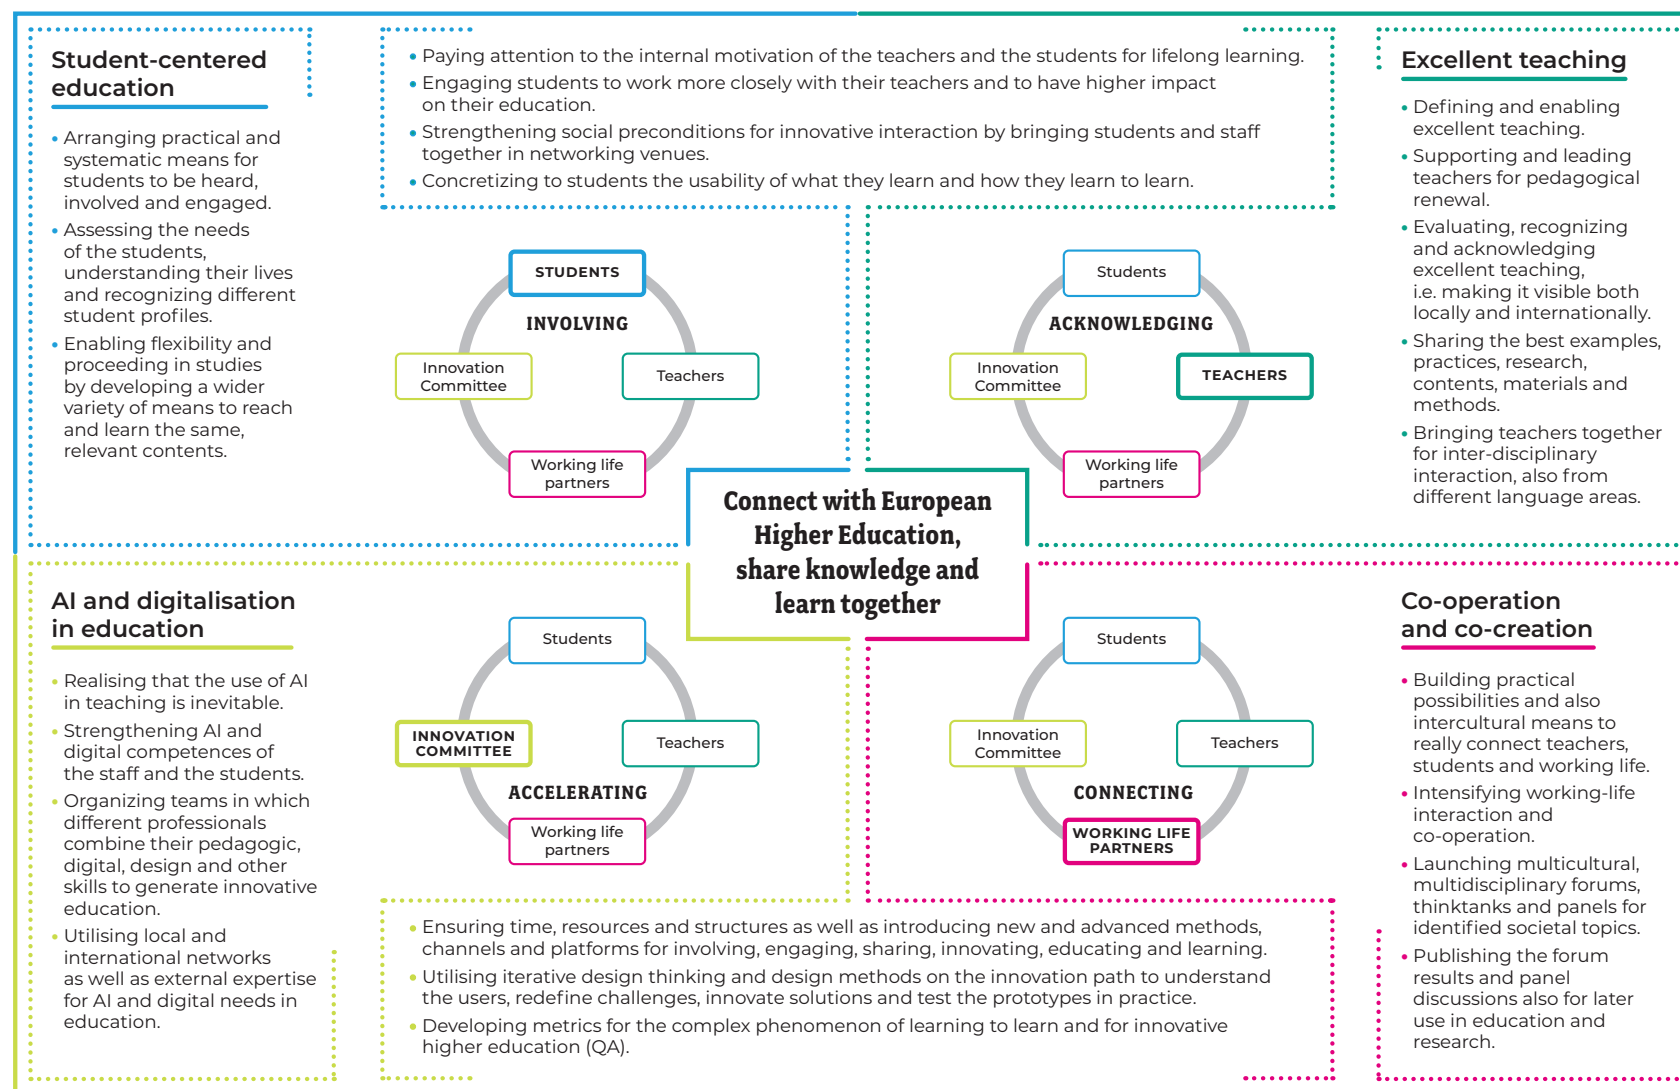 Student-centered
education
• Arranging practical and
systematic means for
students to be heard,
involved and engaged.
• Assessing the needs
of the students,
understanding their lives
and recognizing different
student profiles.
• Enabling flexibility and
proceeding in studies
by developing a wider
variety of means to reach
and learn the same,
relevant contents.
• Paying attention to the internal motivation of the teachers and the students for lifelong learning.
• Engaging students to work more closely with their teachers and to have higher impact
on their education.
• Strengthening social preconditions for innovative interaction by bringing students and staff
together in networking venues.
• Concretizing to students the usability of what they learn and how they learn to learn.
Excellent teaching
• Defining and enabling
excellent teaching.
• Supporting and leading
teachers for pedagogical
renewal.
• Evaluating, recognizing
and acknowledging
excellent teaching,
i.e. making it visible both
locally and internationally.
• Sharing the best examples,
practices, research,
contents, materials and
methods.
• Bringing teachers together
for inter-disciplinary
interaction, also from
different language areas.
STUDENTS
INVOLVING
Innovation
Committee
Teachers
Working life
partners
Students
ACKNOWLEDGING
Innovation
Committee
TEACHERS
Working life
partners
Connect with European
Higher Education,
share knowledge and
learn together
AI and digitalisation
in education
• Realising that the use of AI
in teaching is inevitable.
• Strengthening AI and
digital competences of
the staff and the students.
• Organizing teams in which
different professionals
combine their pedagogic,
digital, design and other
skills to generate innovative
education.
• Utilising local and
international networks
as well as external expertise
for AI and digital needs in
education.
Students
INNOVATION
COMMITTEE
Teachers
ACCELERATING
Working life
partners
Students
Innovation
Committee
Teachers
CONNECTING
WORKING LIFE
PARTNERS
• Ensuring time, resources and structures as well as introducing new and advanced methods,
channels and platforms for involving, engaging, sharing, innovating, educating and learning.
• Utilising iterative design thinking and design methods on the innovation path to understand
the users, redefine challenges, innovate solutions and test the prototypes in practice.
• Developing metrics for the complex phenomenon of learning to learn and for innovative
higher education (QA).
Co-operation
and co-creation
• Building practical
possibilities and also
intercultural means to
really connect teachers,
students and working life.
• Intensifying working-life
interaction and
co-operation.
• Launching multicultural,
multidisciplinary forums,
thinktanks and panels for
identified societal topics.
• Publishing the forum
results and panel
discussions also for later
use in education and
research.